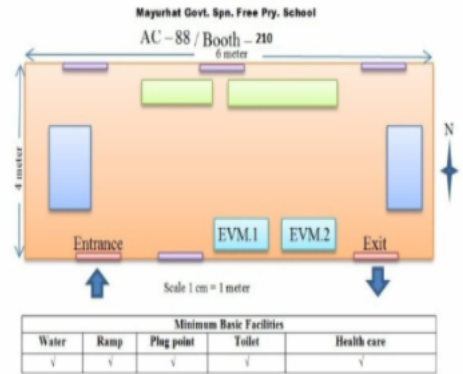 Mayurhat Govt. Spn. Free Pry. School
AC – 88 / Booth – 210
6 meter
4 meter
N
EVM.1 EVM.2
Entrance Exit
Scale 1 cm = 1 meter
Minimum Basic Facilities
Water Ramp Plug point Toilet Health care
√ √ √ √ √